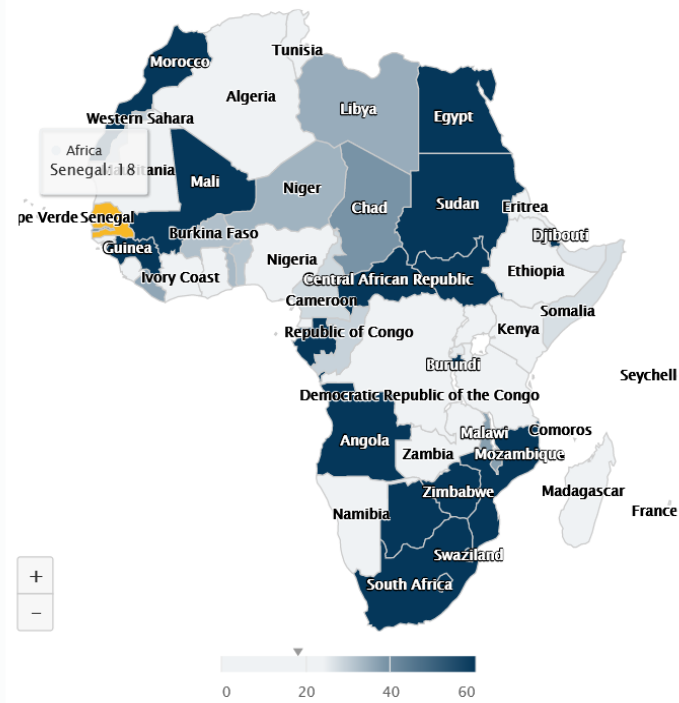 Tunisia
Morocco
Algeria
Libya
Egypt
Western Sahara
Africa
Senegal: 18
Mali
Niger
Chad
Sudan
Eritrea
pe Verde
Senegal
Burkina Faso
Djibouti
Guinea
Nigeria
Ethiopia
Ivory Coast
Central African Republic
Cameroon
Somalia
Republic of Congo
Kenya
Burundi
Seychell
Democratic Republic of the Congo
Angola
Malawi
Comoros
Zambia
Mozambique
Zimbabwe
Madagascar
Namibia
France
Swaziland
South Africa
+
−
0 20 40 60